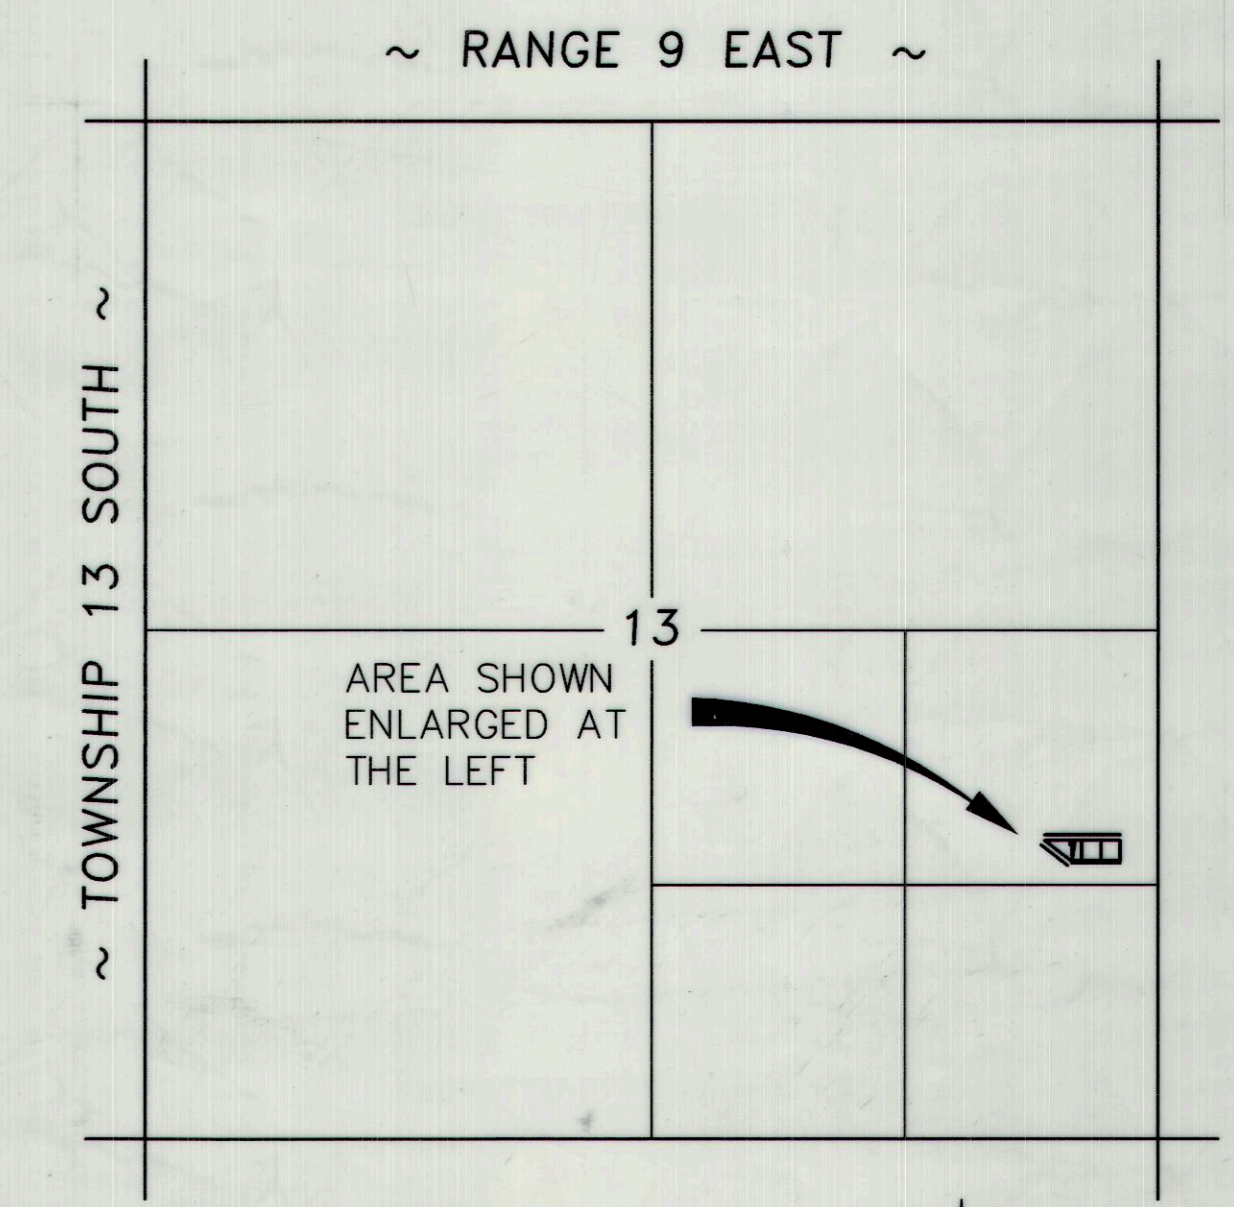 ~ RANGE 9 EAST ~
~ TOWNSHIP 13 SOUTH ~
13
AREA SHOWN
ENLARGED AT
THE LEFT